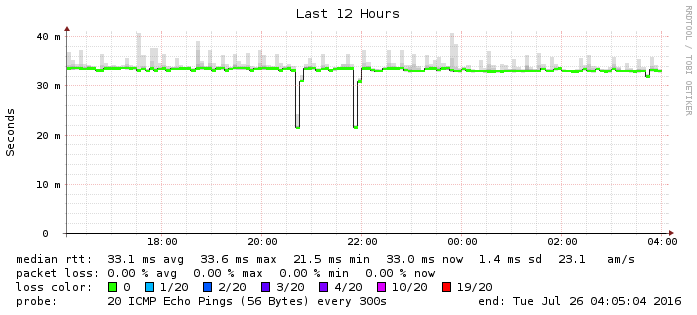 Last 12 Hours
RRDTOOL / TOBI OETIKER
Seconds
40 m
30 m
20 m
10 m
0
18:00 20:00 22:00 00:00 02:00 04:00
median rtt: 33.1 ms avg 33.6 ms max 21.5 ms min 33.0 ms now 1.4 ms sd 23.1 am/s
packet loss: 0.00 % avg 0.00 % max 0.00 % min 0.00 % now
loss color: 0 1/20 2/20 3/20 4/20 10/20 19/20
probe: 20 ICMP Echo Pings (56 Bytes) every 300s end: Tue Jul 26 04:05:04 2016